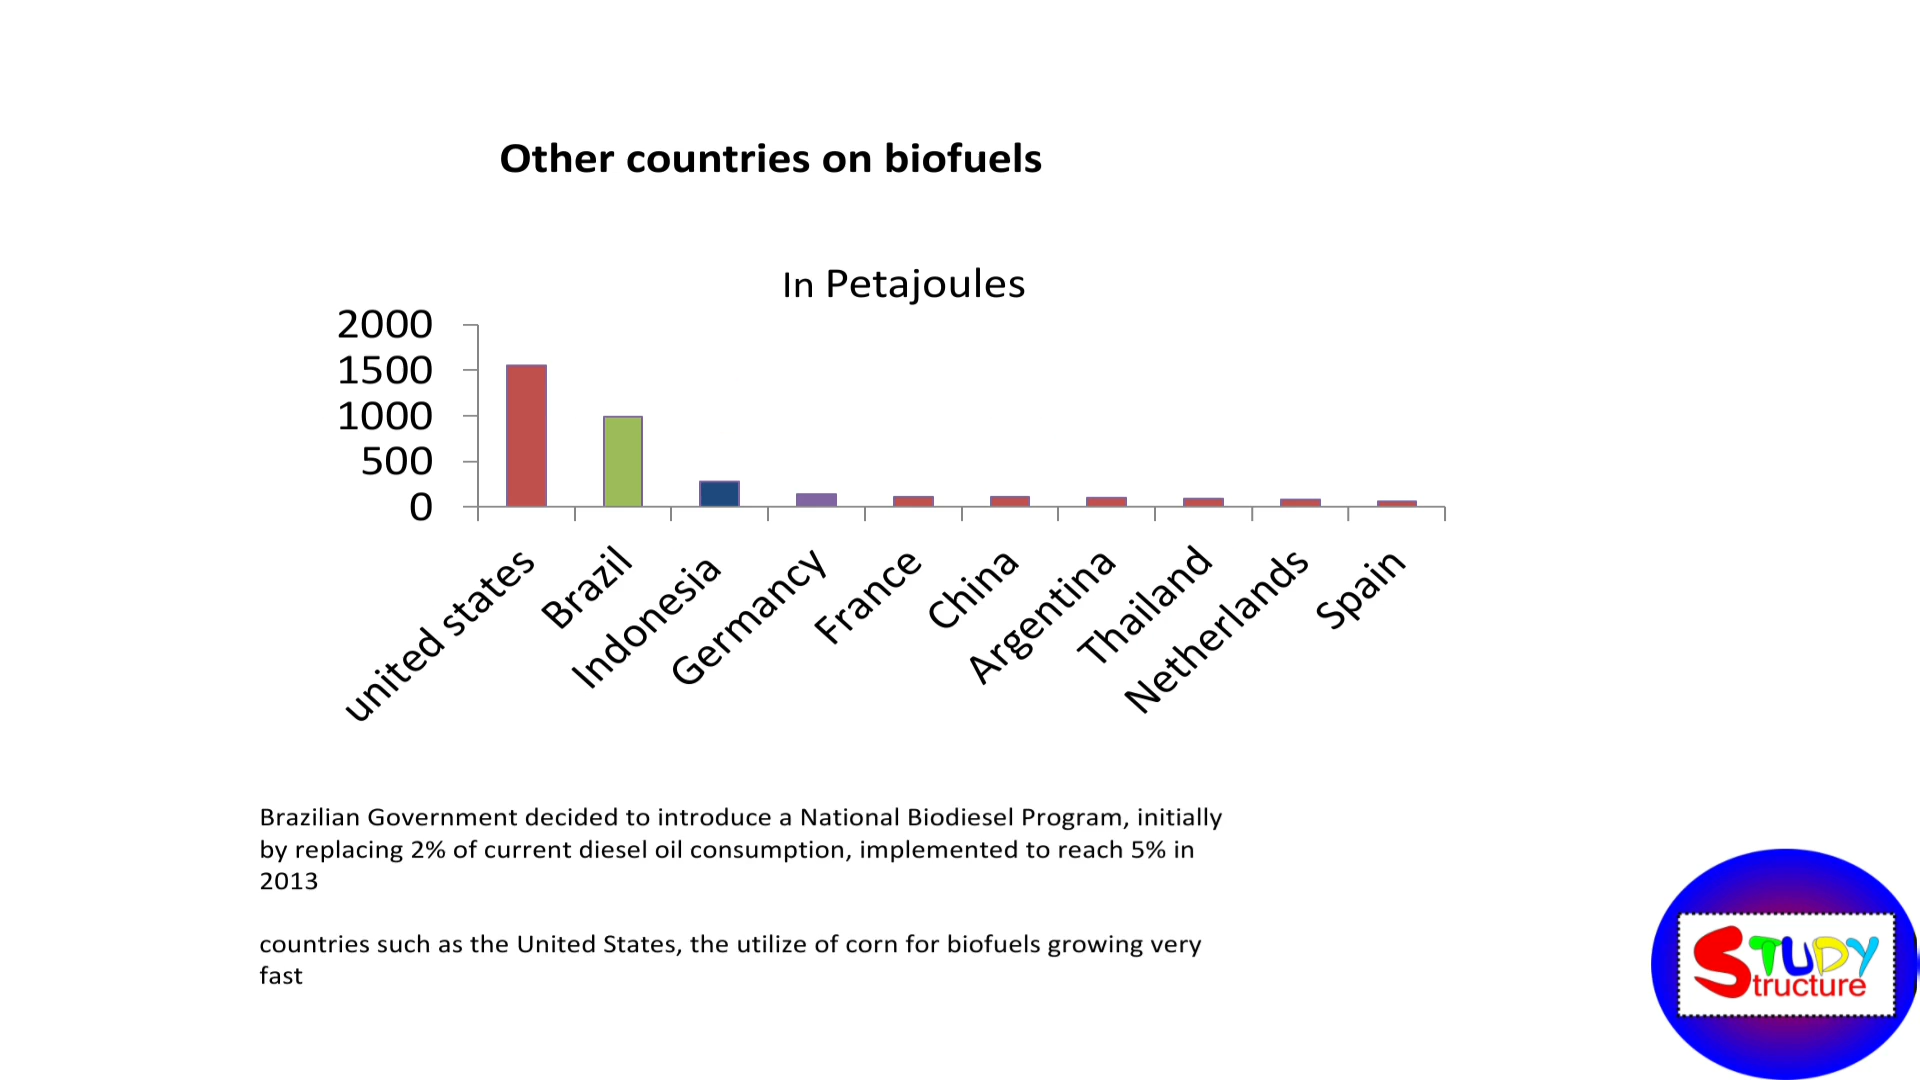 Other countries on biofuels
In Petajoules
2000
1500
1000
500
0
united states
Brazil
Indonesia
Germancy
France
China
Argentina
Thailand
Netherlands
Spain
Brazilian Government decided to introduce a National Biodiesel Program, initially
by replacing 2% of current diesel oil consumption, implemented to reach 5% in
2013
countries such as the United States, the utilize of corn for biofuels growing very
fast
STUDY
tructure